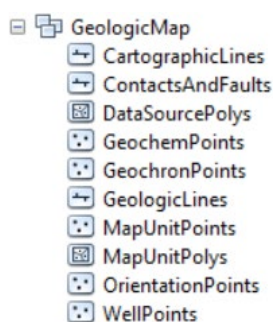 GeologicMap
CartographicLines
ContactsAndFaults
DataSourcePolys
GeochemPoints
GeochronPoints
GeologicLines
MapUnitPoints
MapUnitPolys
OrientationPoints
WellPoints